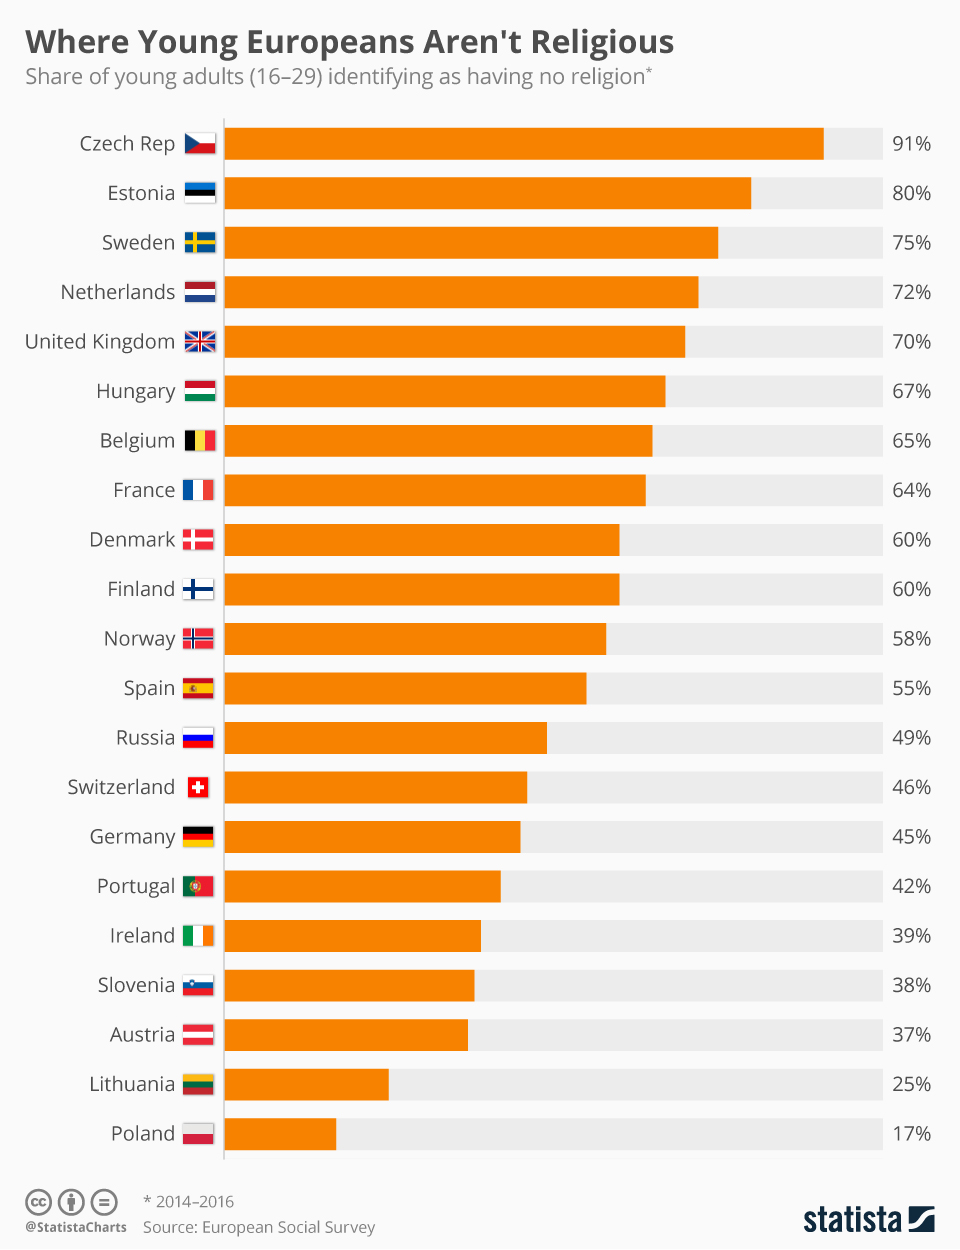 Where Young Europeans Aren't Religious
Share of young adults (16–29) identifying as having no religion*
Czech Rep 91%
Estonia 80%
Sweden 75%
Netherlands 72%
United Kingdom 70%
Hungary 67%
Belgium 65%
France 64%
Denmark 60%
Finland 60%
Norway 58%
Spain 55%
Russia 49%
Switzerland 46%
Germany 45%
Portugal 42%
Ireland 39%
Slovenia 38%
Austria 37%
Lithuania 25%
Poland 17%
cc
* 2014–2016
@StatistaCharts
Source: European Social Survey
statista